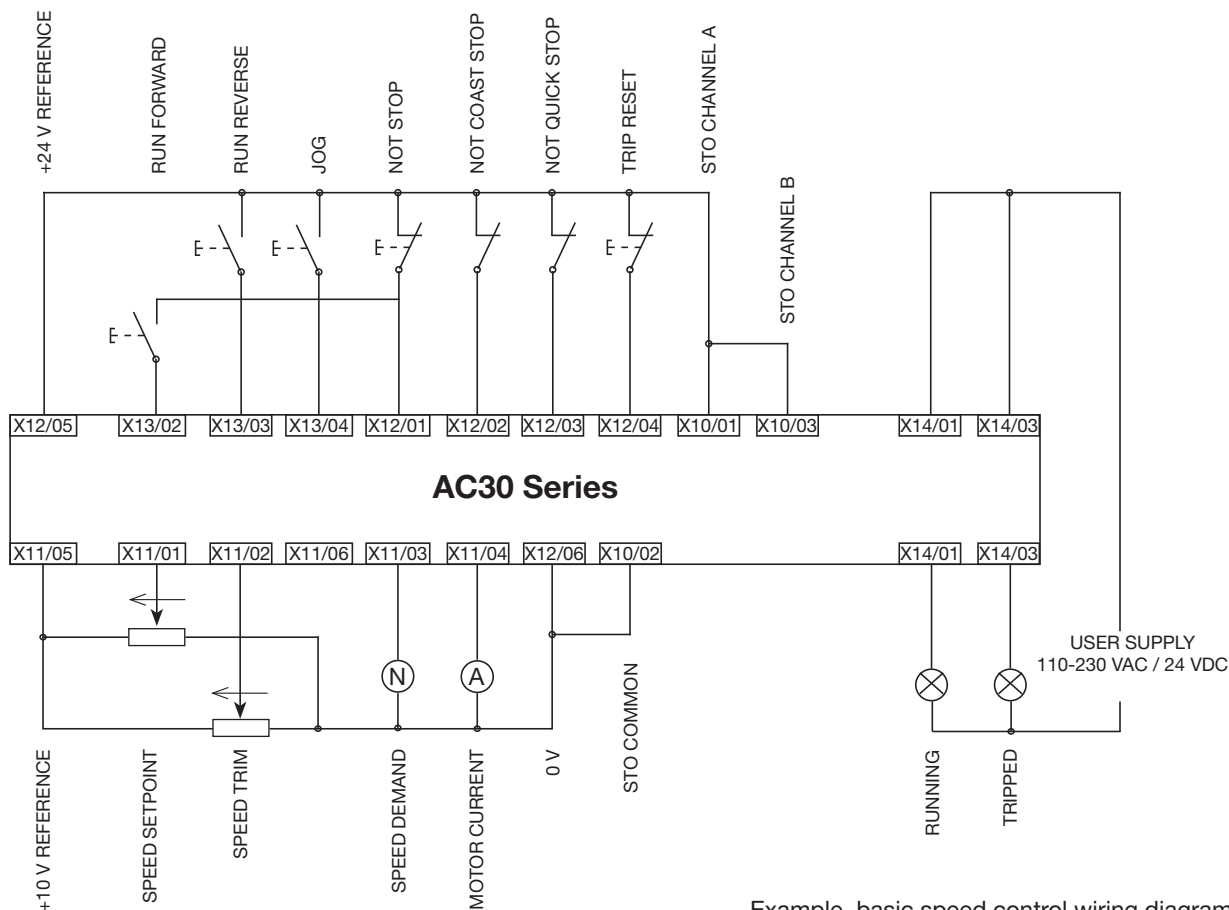 +24 V REFERENCE
RUN FORWARD
RUN REVERSE
JOG
NOT STOP
NOT COAST STOP
NOT QUICK STOP
TRIP RESET
STO CHANNEL A
STO CHANNEL B
X12/05
X13/02
X13/03
X13/04
X12/01
X12/02
X12/03
X12/04
X10/01
X10/03
X14/01
X14/03
AC30 Series
X11/05
X11/01
X11/02
X11/06
X11/03
X11/04
X12/06
X10/02
X14/01
X14/03
N
A
USER SUPPLY
110-230 VAC / 24 VDC
+10 V REFERENCE
SPEED SETPOINT
SPEED TRIM
SPEED DEMAND
MOTOR CURRENT
0 V
STO COMMON
RUNNING
TRIPPED
Example, basic speed control wiring diagram